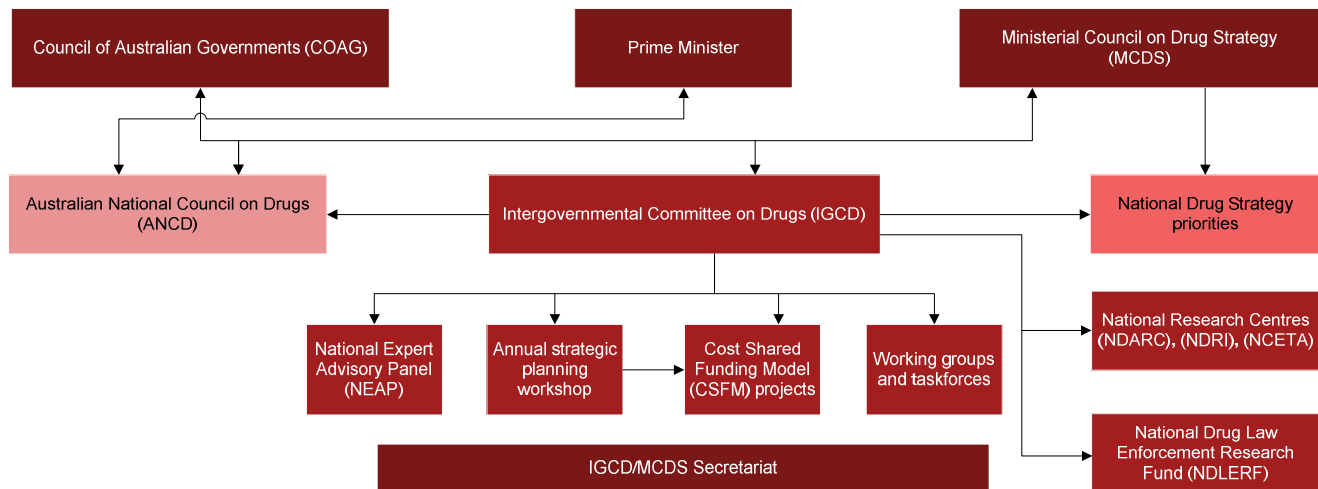 Council of Australian Governments (COAG)
Prime Minister
Ministerial Council on Drug Strategy
(MCDS)
Australian National Council on Drugs
(ANCD)
Intergovernmental Committee on Drugs (IGCD)
National Drug Strategy
priorities
National Expert
Advisory Panel
(NEAP)
Annual strategic
planning
workshop
Cost Shared
Funding Model
(CSFM) projects
Working groups
and taskforces
National Research Centres
(NDARC), (NDRI), (NCETA)
National Drug Law
Enforcement Research
Fund (NDLERF)
IGCD/MCDS Secretariat